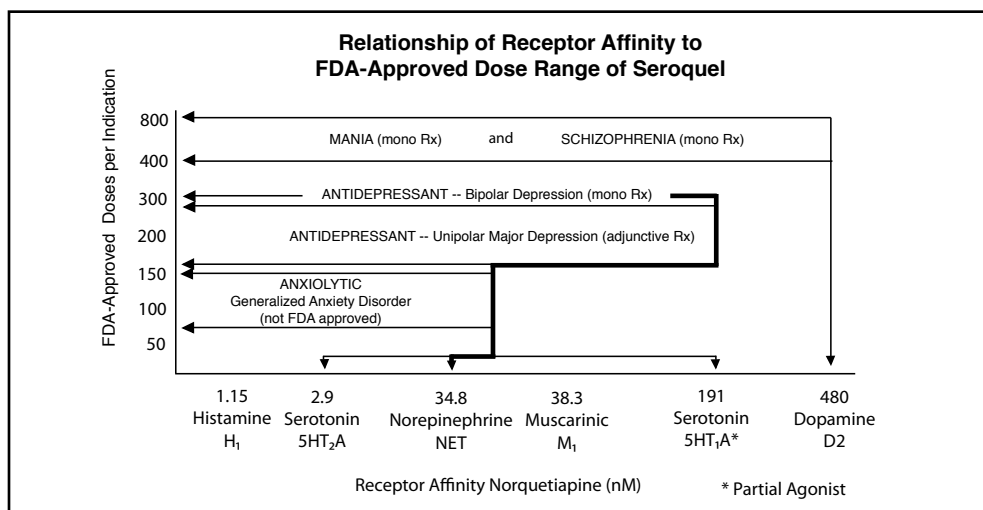 Relationship of Receptor Affinity to
FDA-Approved Dose Range of Seroquel
FDA-Approved Doses per Indication
800
400
300
200
150
100
50
MANIA (mono Rx) and SCHIZOPHRENIA (mono Rx)
ANTIDEPRESSANT -- Bipolar Depression (mono Rx)
ANTIDEPRESSANT -- Unipolar Major Depression (adjunctive Rx)
ANXIOLYTIC
Generalized Anxiety Disorder
(not FDA approved)
1.15
Histamine
H₁
2.9
Serotonin
5HT₂A
34.8
Norepinephrine
NET
38.3
Muscarinic
M₁
191
Serotonin
5HT₁A*
480
Dopamine
D2
Receptor Affinity Norquetiapine (nM)
* Partial Agonist